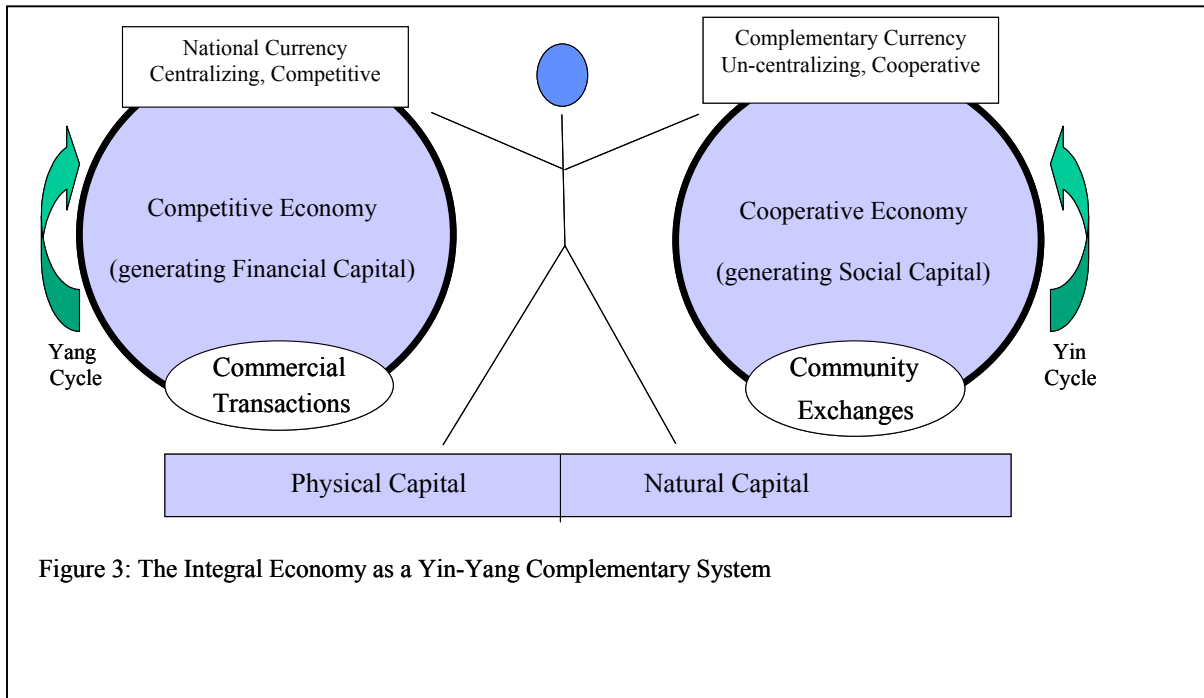 National Currency
Centralizing, Competitive
Complementary Currency
Un-centralizing, Cooperative
Competitive Economy
(generating Financial Capital)
Cooperative Economy
(generating Social Capital)
Yang
Cycle
Commercial
Transactions
Community
Exchanges
Yin
Cycle
Physical Capital
Natural Capital
Figure 3: The Integral Economy as a Yin-Yang Complementary System